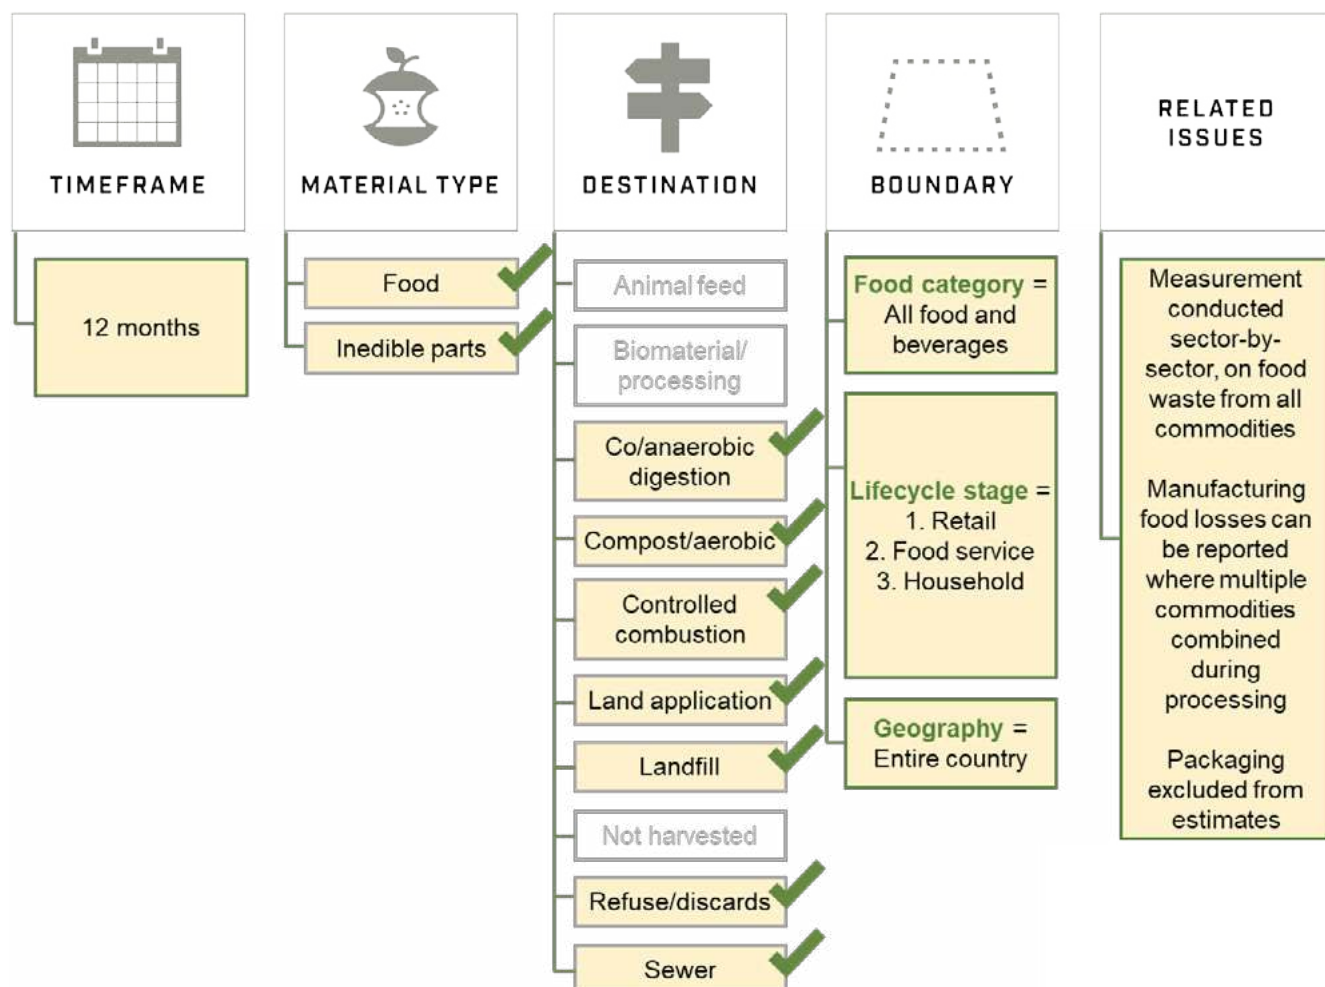 TIMEFRAME
12 months
MATERIAL TYPE
Food
Inedible parts
DESTINATION
Animal feed
Biomaterial/
processing
Co/anaerobic
digestion
Compost/aerobic
Controlled
combustion
Land application
Landfill
Not harvested
Refuse/discards
Sewer
BOUNDARY
Food category =
All food and
beverages
Lifecycle stage =
1. Retail
2. Food service
3. Household
Geography =
Entire country
RELATED
ISSUES
Measurement
conducted
sector-by-
sector, on food
waste from all
commodities
Manufacturing
food losses can
be reported
where multiple
commodities
combined
during
processing
Packaging
excluded from
estimates